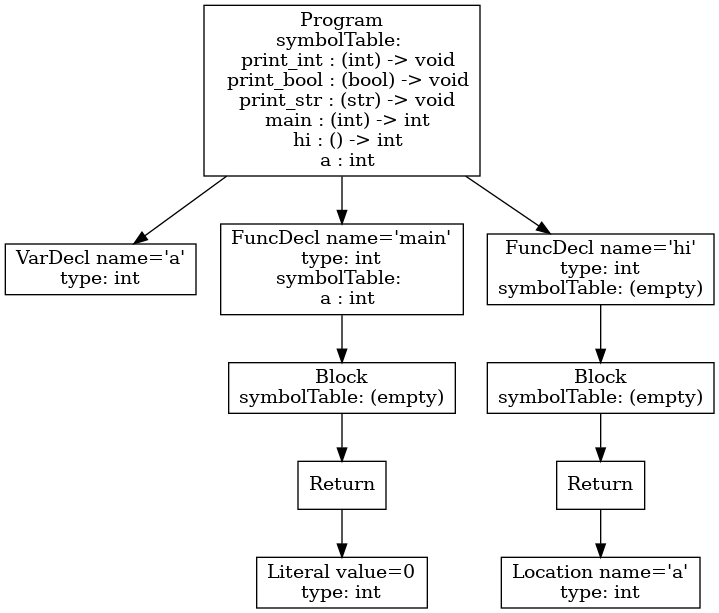 Program
symbolTable:
print_int : (int) -> void
print_bool : (bool) -> void
print_str : (str) -> void
main : (int) -> int
hi : () -> int
a : int
VarDecl name='a'
type: int
FuncDecl name='main'
type: int
symbolTable:
a : int
FuncDecl name='hi'
type: int
symbolTable: (empty)
Block
symbolTable: (empty)
Block
symbolTable: (empty)
Return
Return
Literal value=0
type: int
Location name='a'
type: int